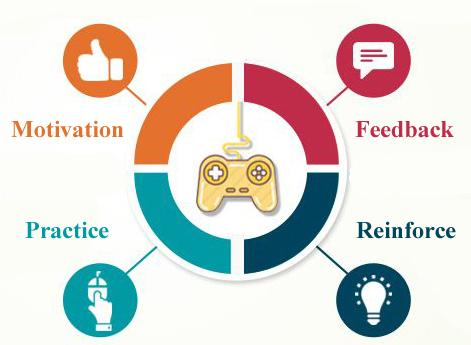 Motivation
Feedback
Practice
Reinforce